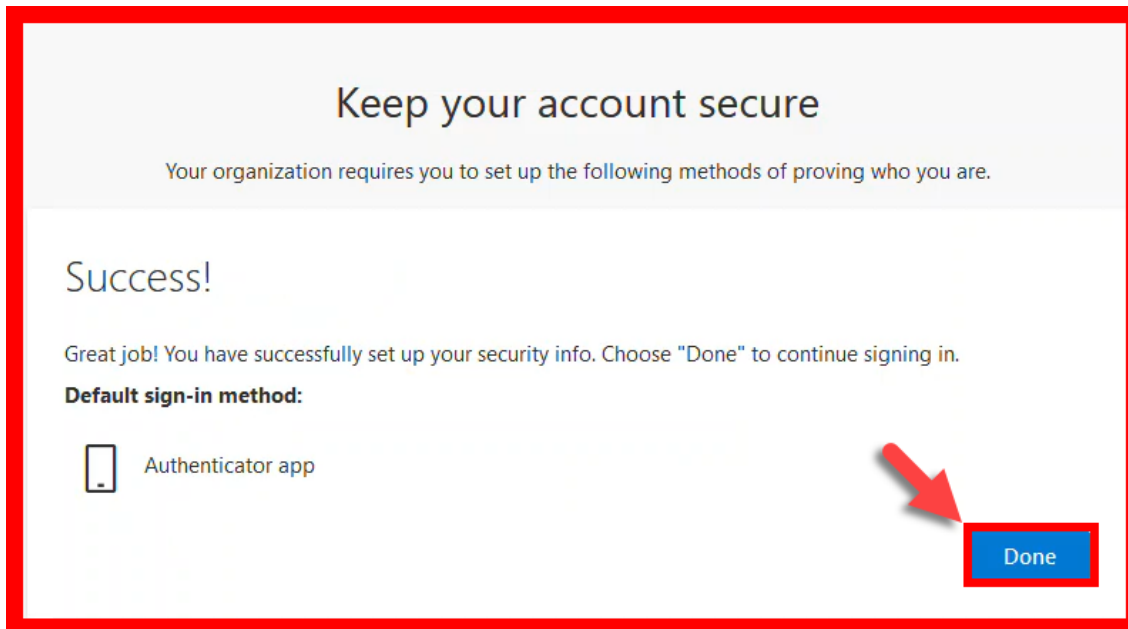 Keep your account secure
Your organization requires you to set up the following methods of proving who you are.
Success!
Great job! You have successfully set up your security info. Choose "Done" to continue signing in.
Default sign-in method:
Authenticator app
Done